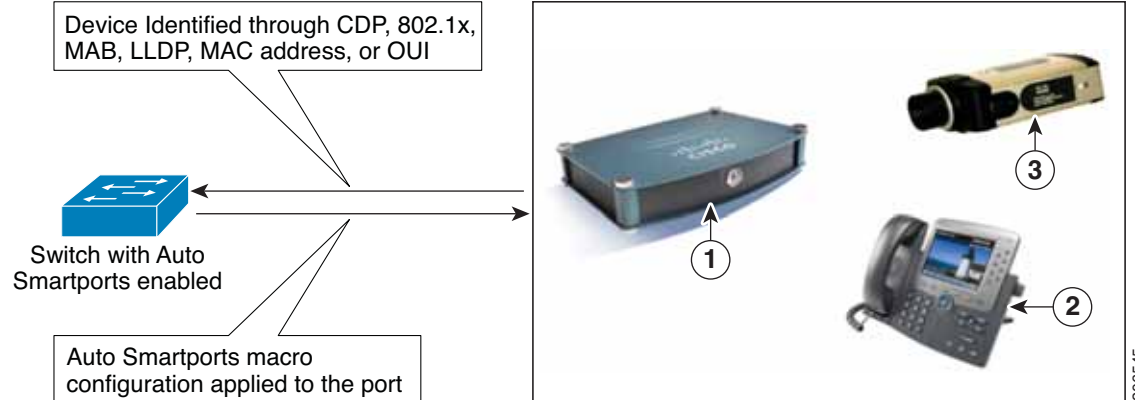 Device Identified through CDP, 802.1x,
MAB, LLDP, MAC address, or OUI
Switch with Auto
Smartports enabled
Auto Smartports macro
configuration applied to the port
CISCO
1
3
2